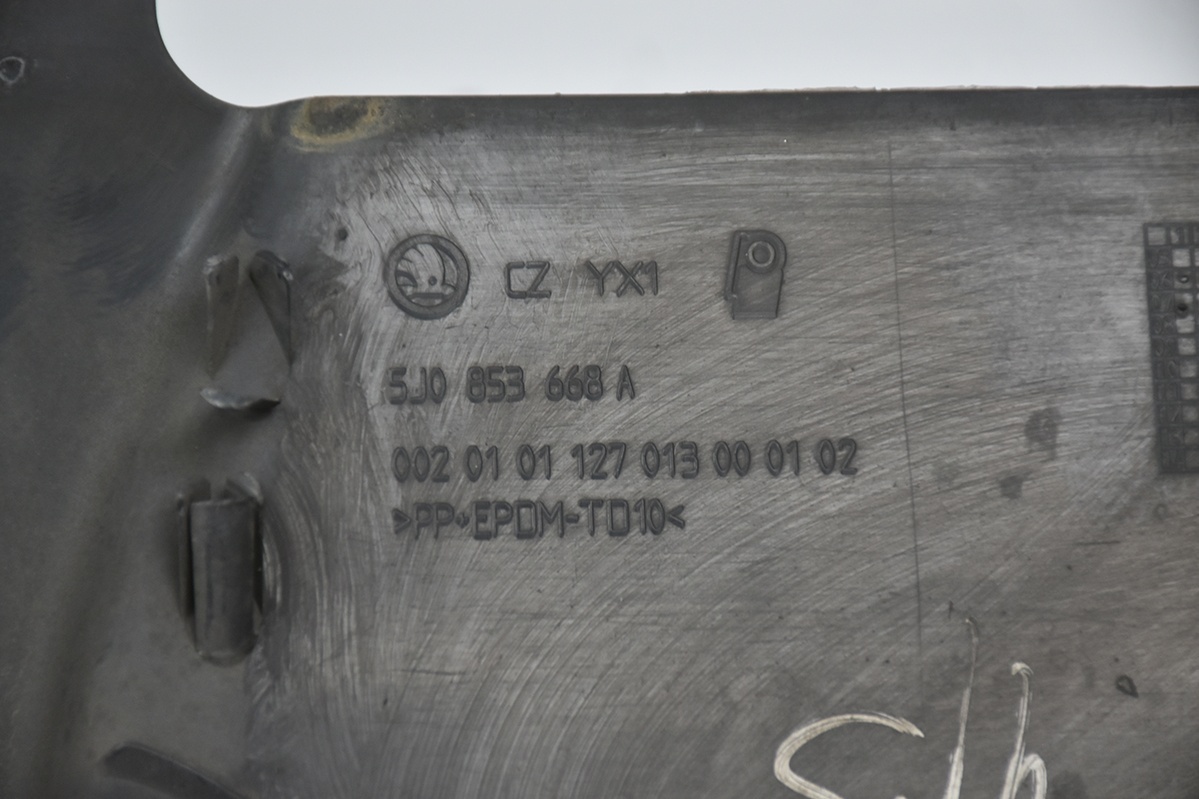 CZ YX1
5J0 853 668 A
002 01 01 127 013 00 01 02
>PP+EPDM-TD10<